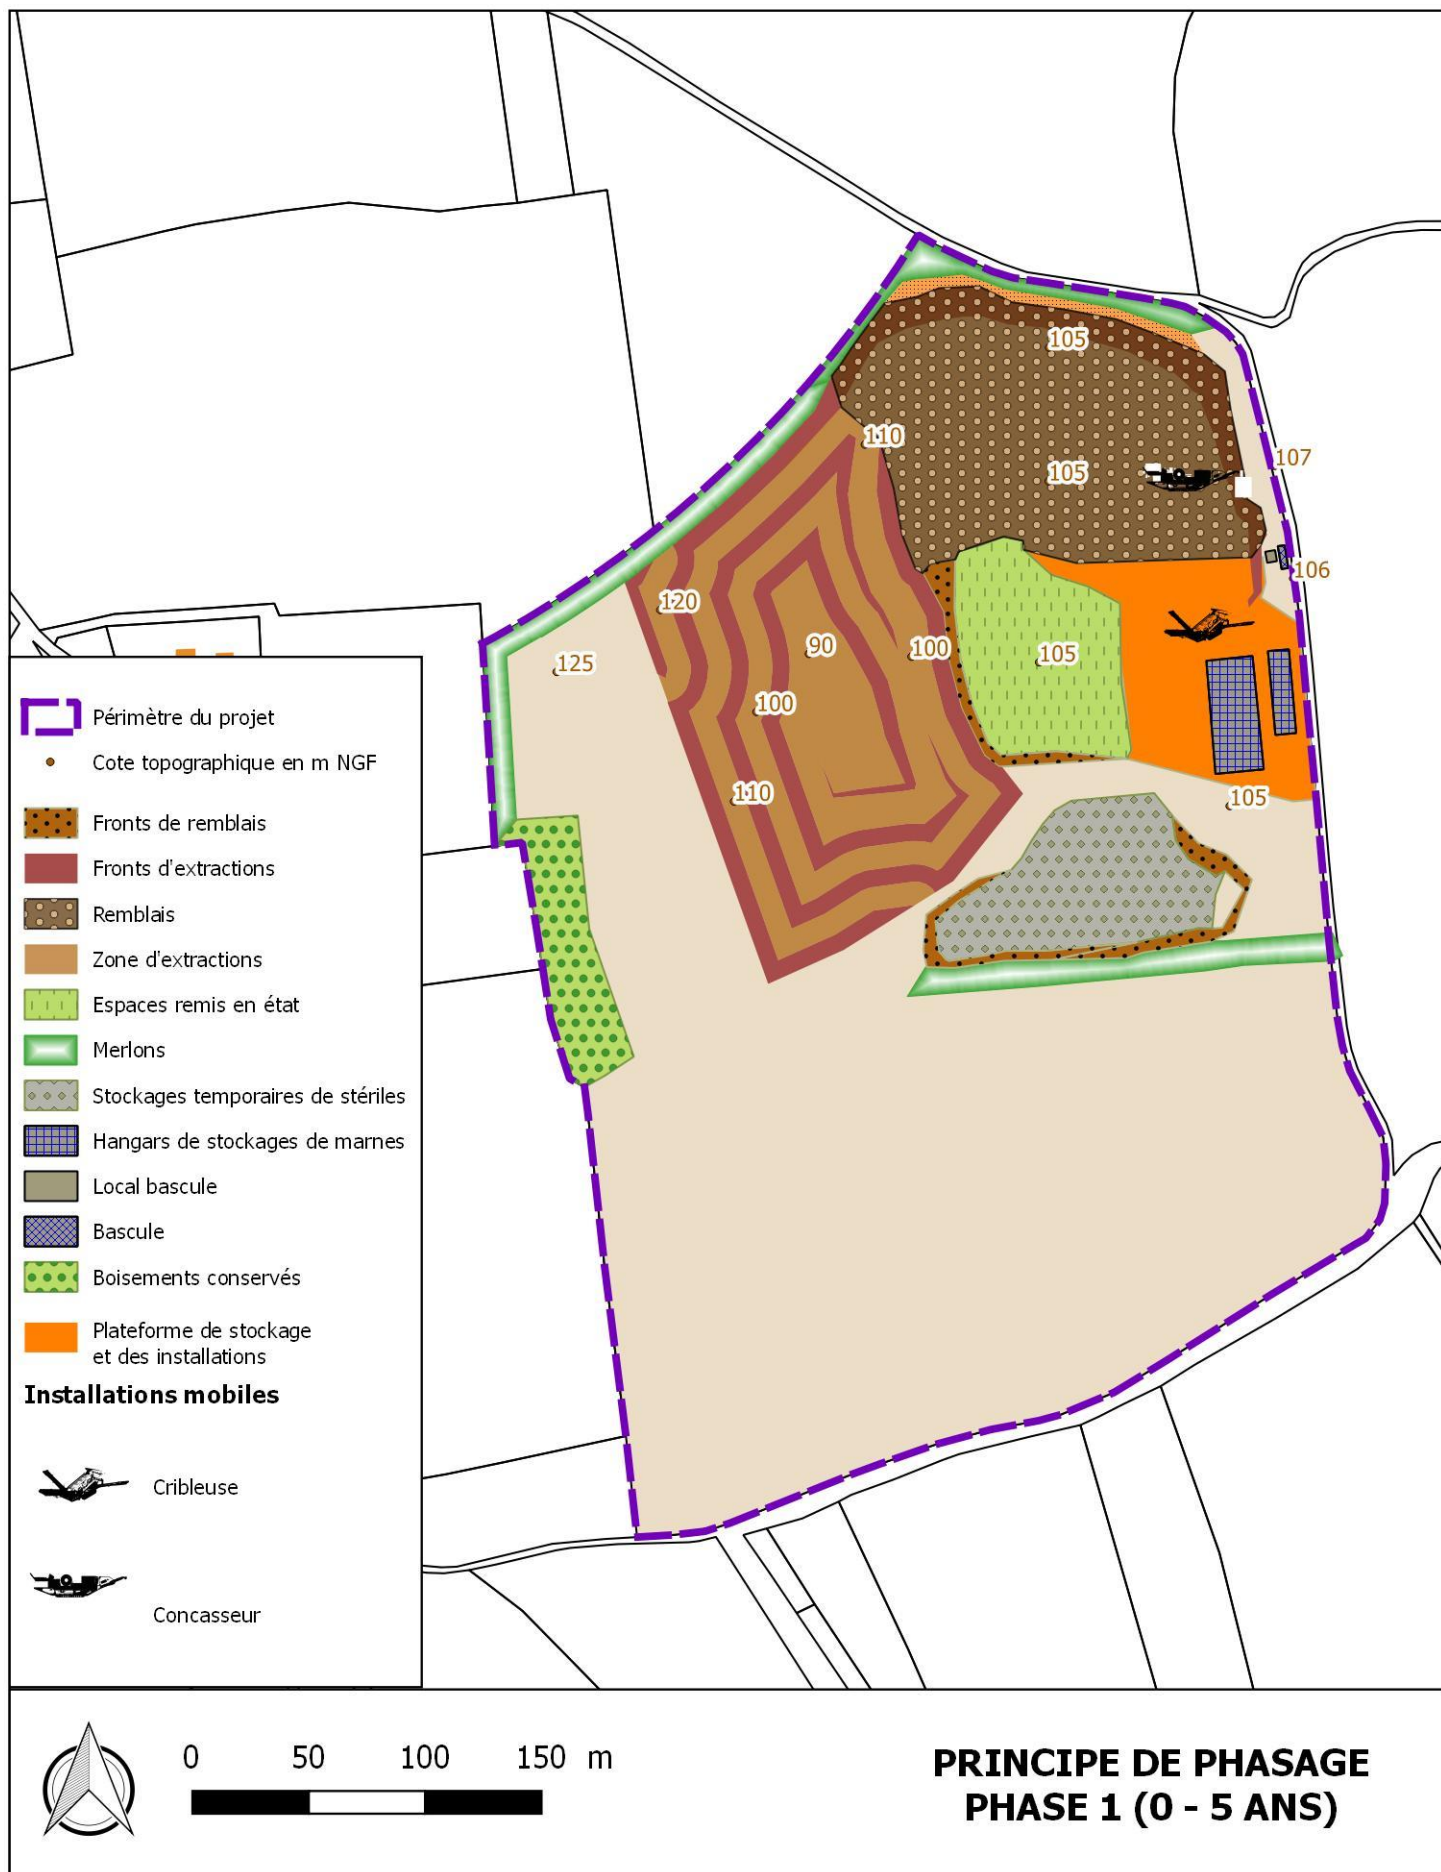 105
110
105
107
106
120
90
100
105
125
100
110
105
Périmètre du projet
Cote topographique en m NGF
Fronts de remblais
Fronts d'extractions
Remblais
Zone d'extractions
Espaces remis en état
Merlons
Stockages temporaires de stériles
Hangars de stockages de marnes
Local bascule
Bascule
Boisements conservés
Plateforme de stockage
et des installations
Installations mobiles
Cribleuse
Concasseur
0 50 100 150 m
PRINCIPE DE PHASAGE
PHASE 1 (0 - 5 ANS)